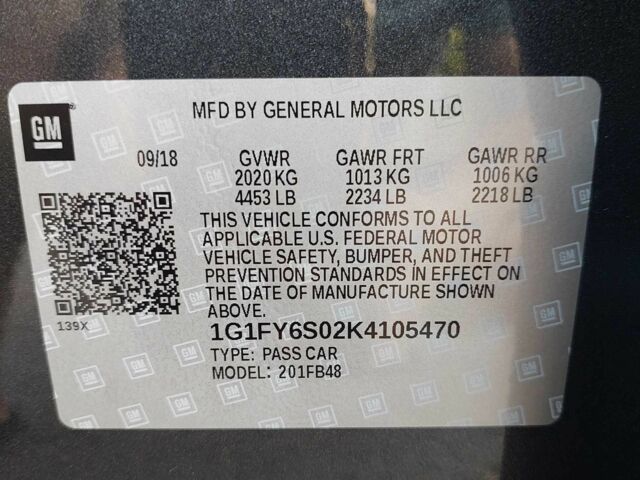 GM
MFD BY GENERAL MOTORS LLC
09/18 GVWR GAWR FRT GAWR RR
2020 KG 1013 KG 1006 KG
4453 LB 2234 LB 2218 LB
THIS VEHICLE CONFORMS TO ALL
APPLICABLE U.S. FEDERAL MOTOR
VEHICLE SAFETY, BUMPER, AND THEFT
PREVENTION STANDARDS IN EFFECT ON
THE DATE OF MANUFACTURE SHOWN
ABOVE.
139X
1G1FY6S02K4105470
TYPE: PASS CAR
MODEL: 201FB48